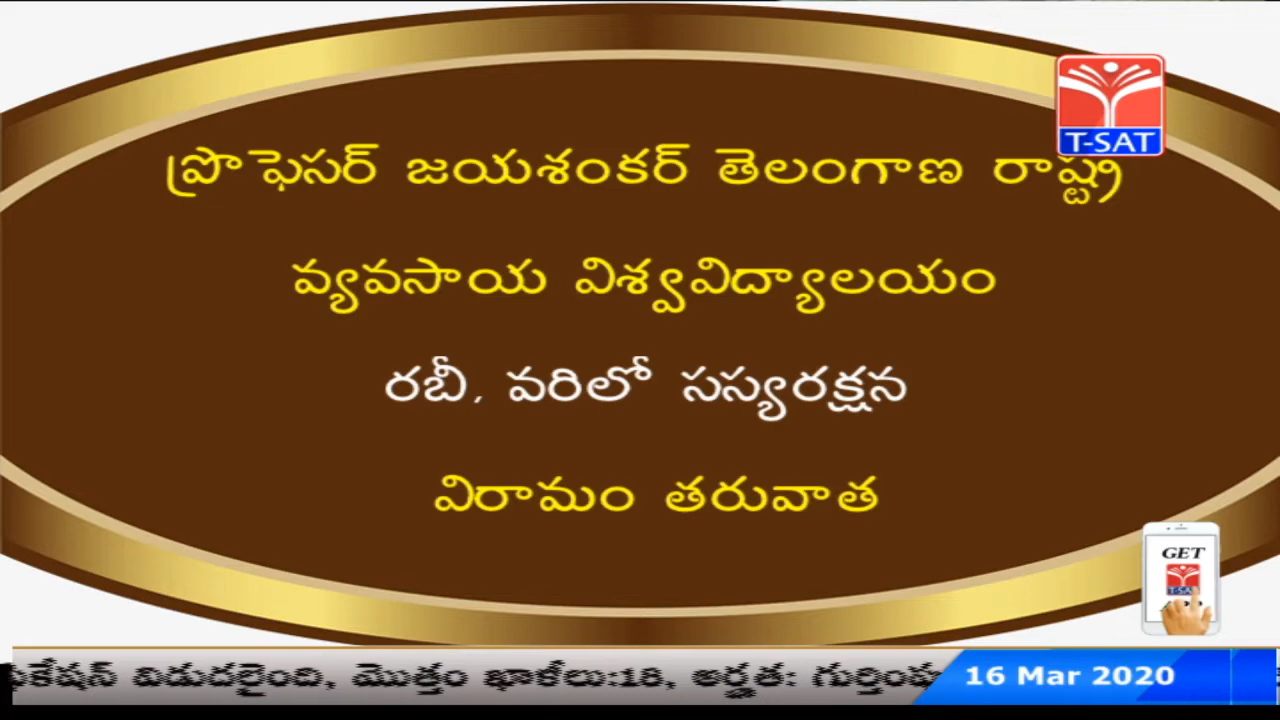 T-SAT
ప్రొఫెసర్ జయశంకర్ తెలంగాణ రాష్ట్ర
వ్యవసాయ విశ్వవిద్యాలయం
రబీ, వరిలో సస్యరక్షన
విరామం తరువాత
GET
T-SAT
విడుదలైంది, మొత్తం ఖాళీలు:18, అర్హత:
16 Mar 2020